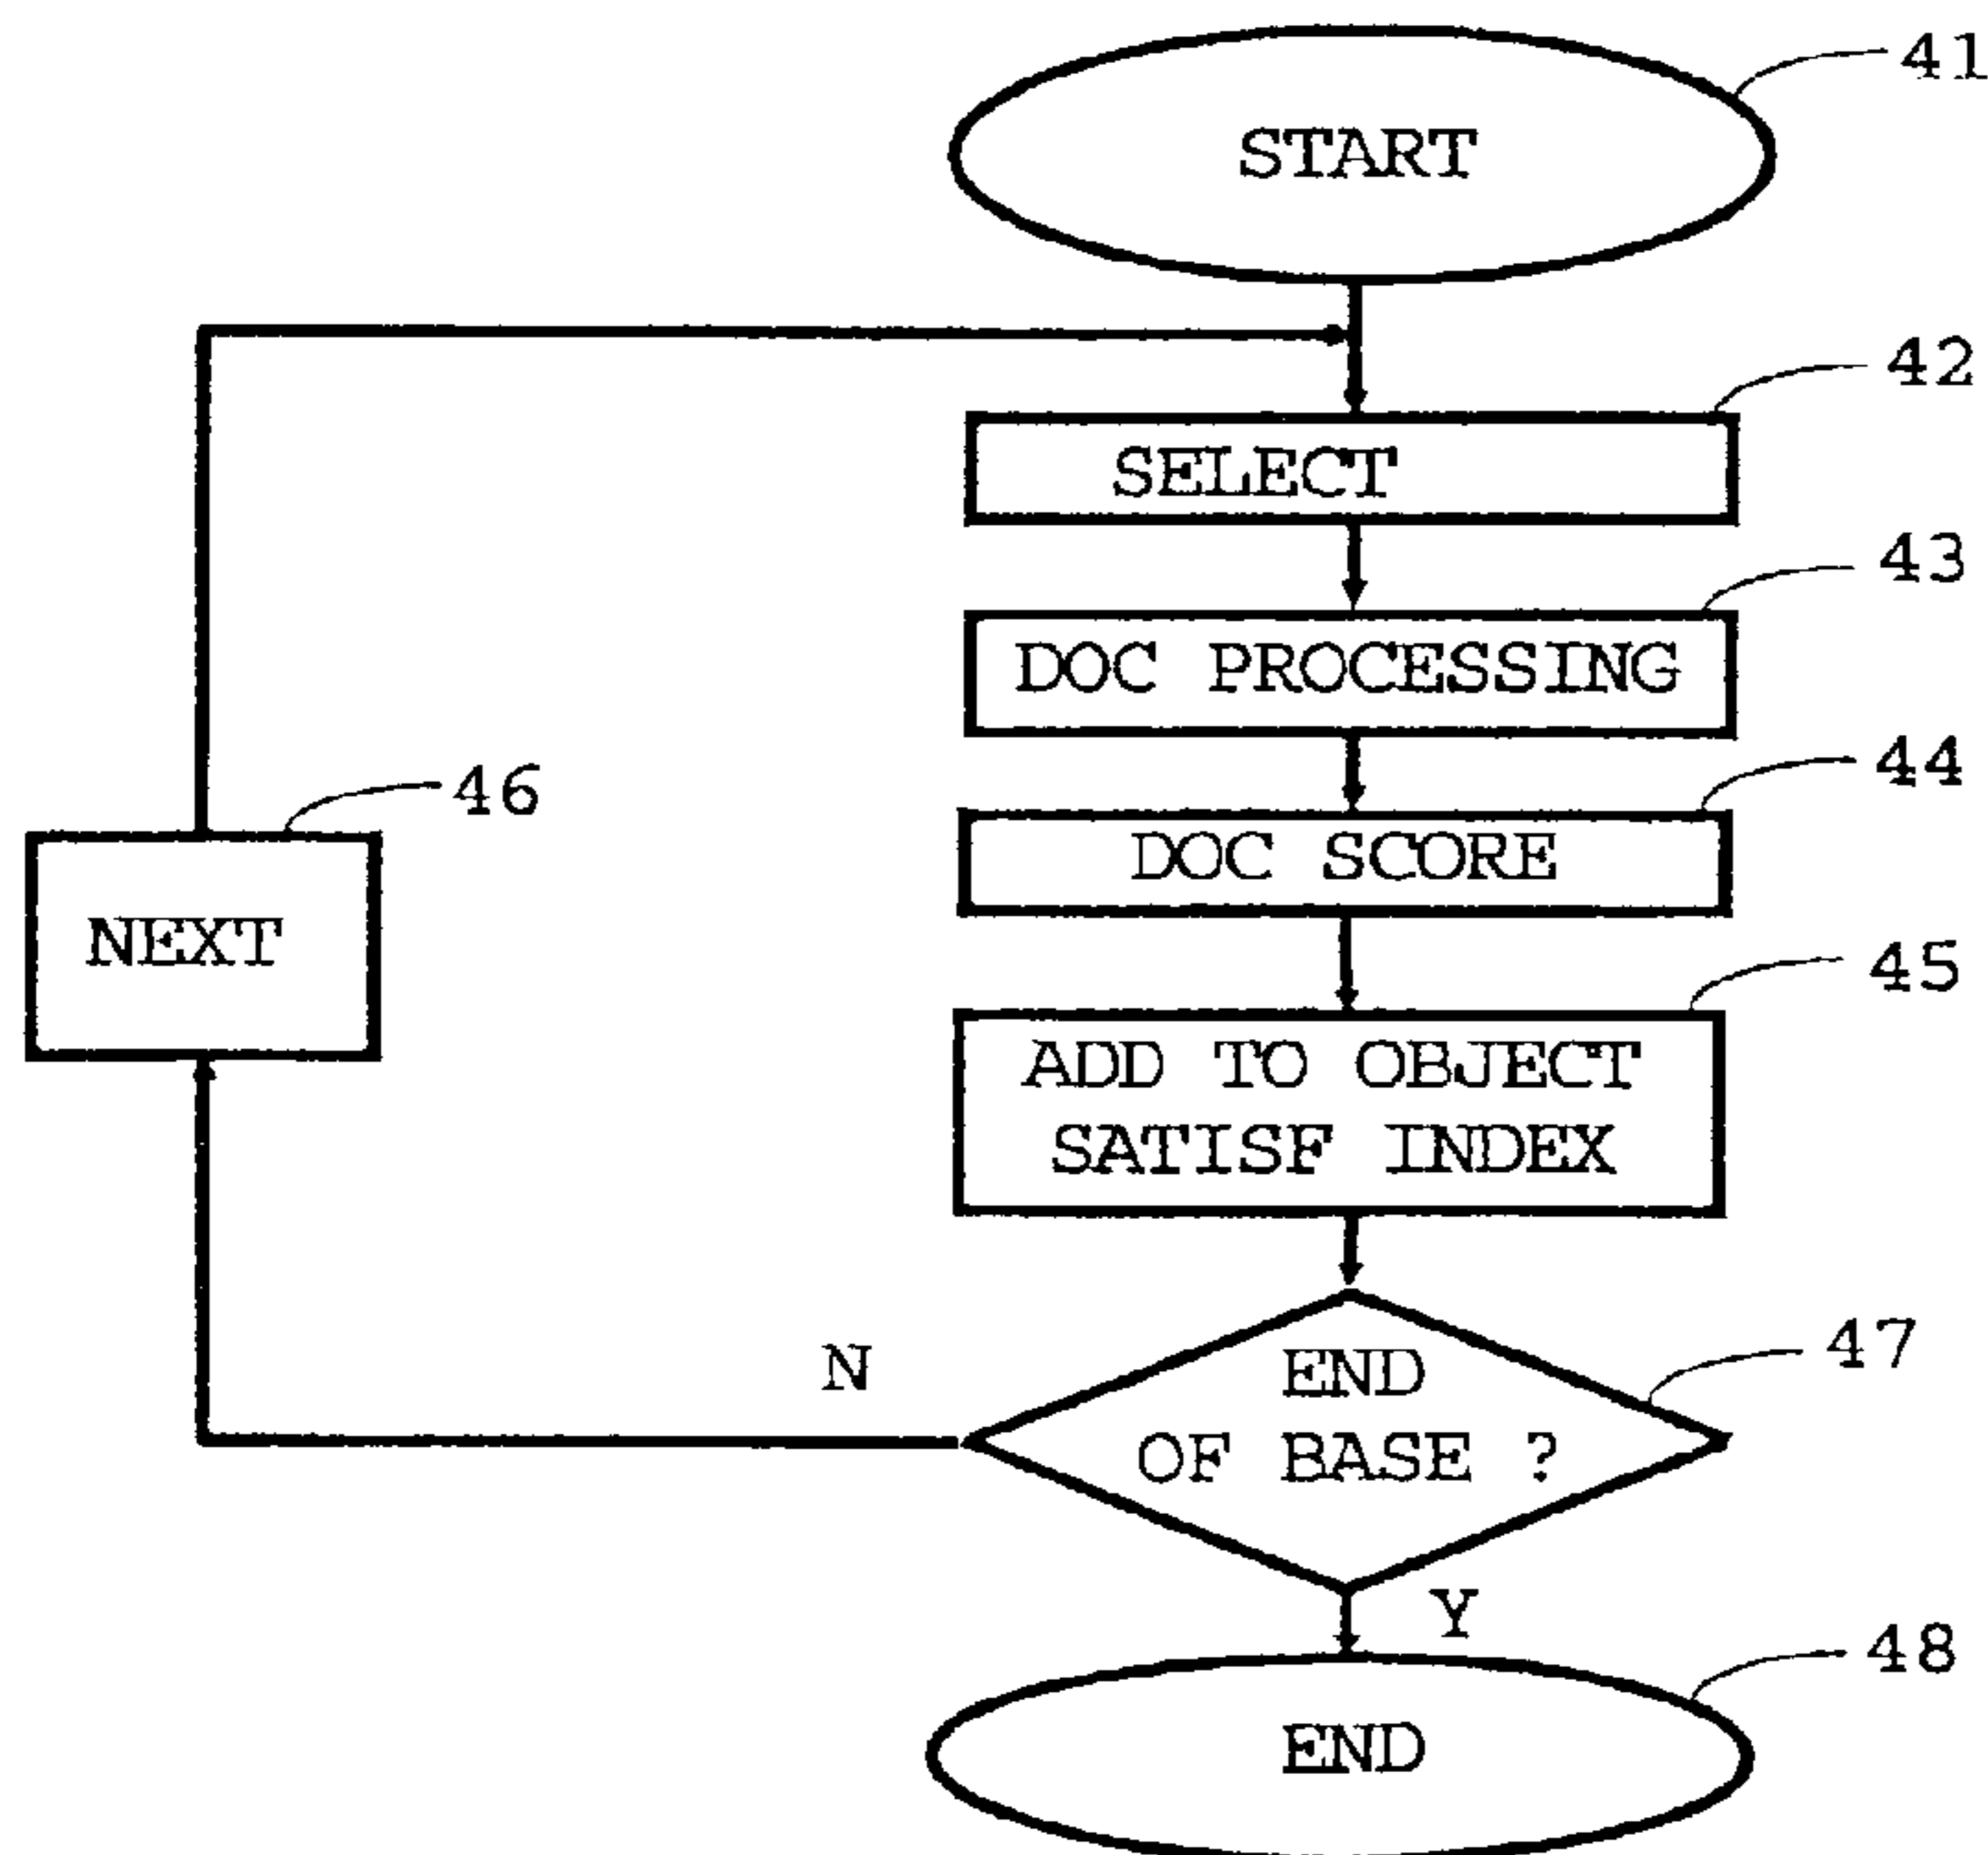 41
START
42
SELECT
43
DOC PROCESSING
44
DOC SCORE
46
NEXT
45
ADD TO OBJECT
SATISF INDEX
N
47
END
OF BASE ?
Y
48
END